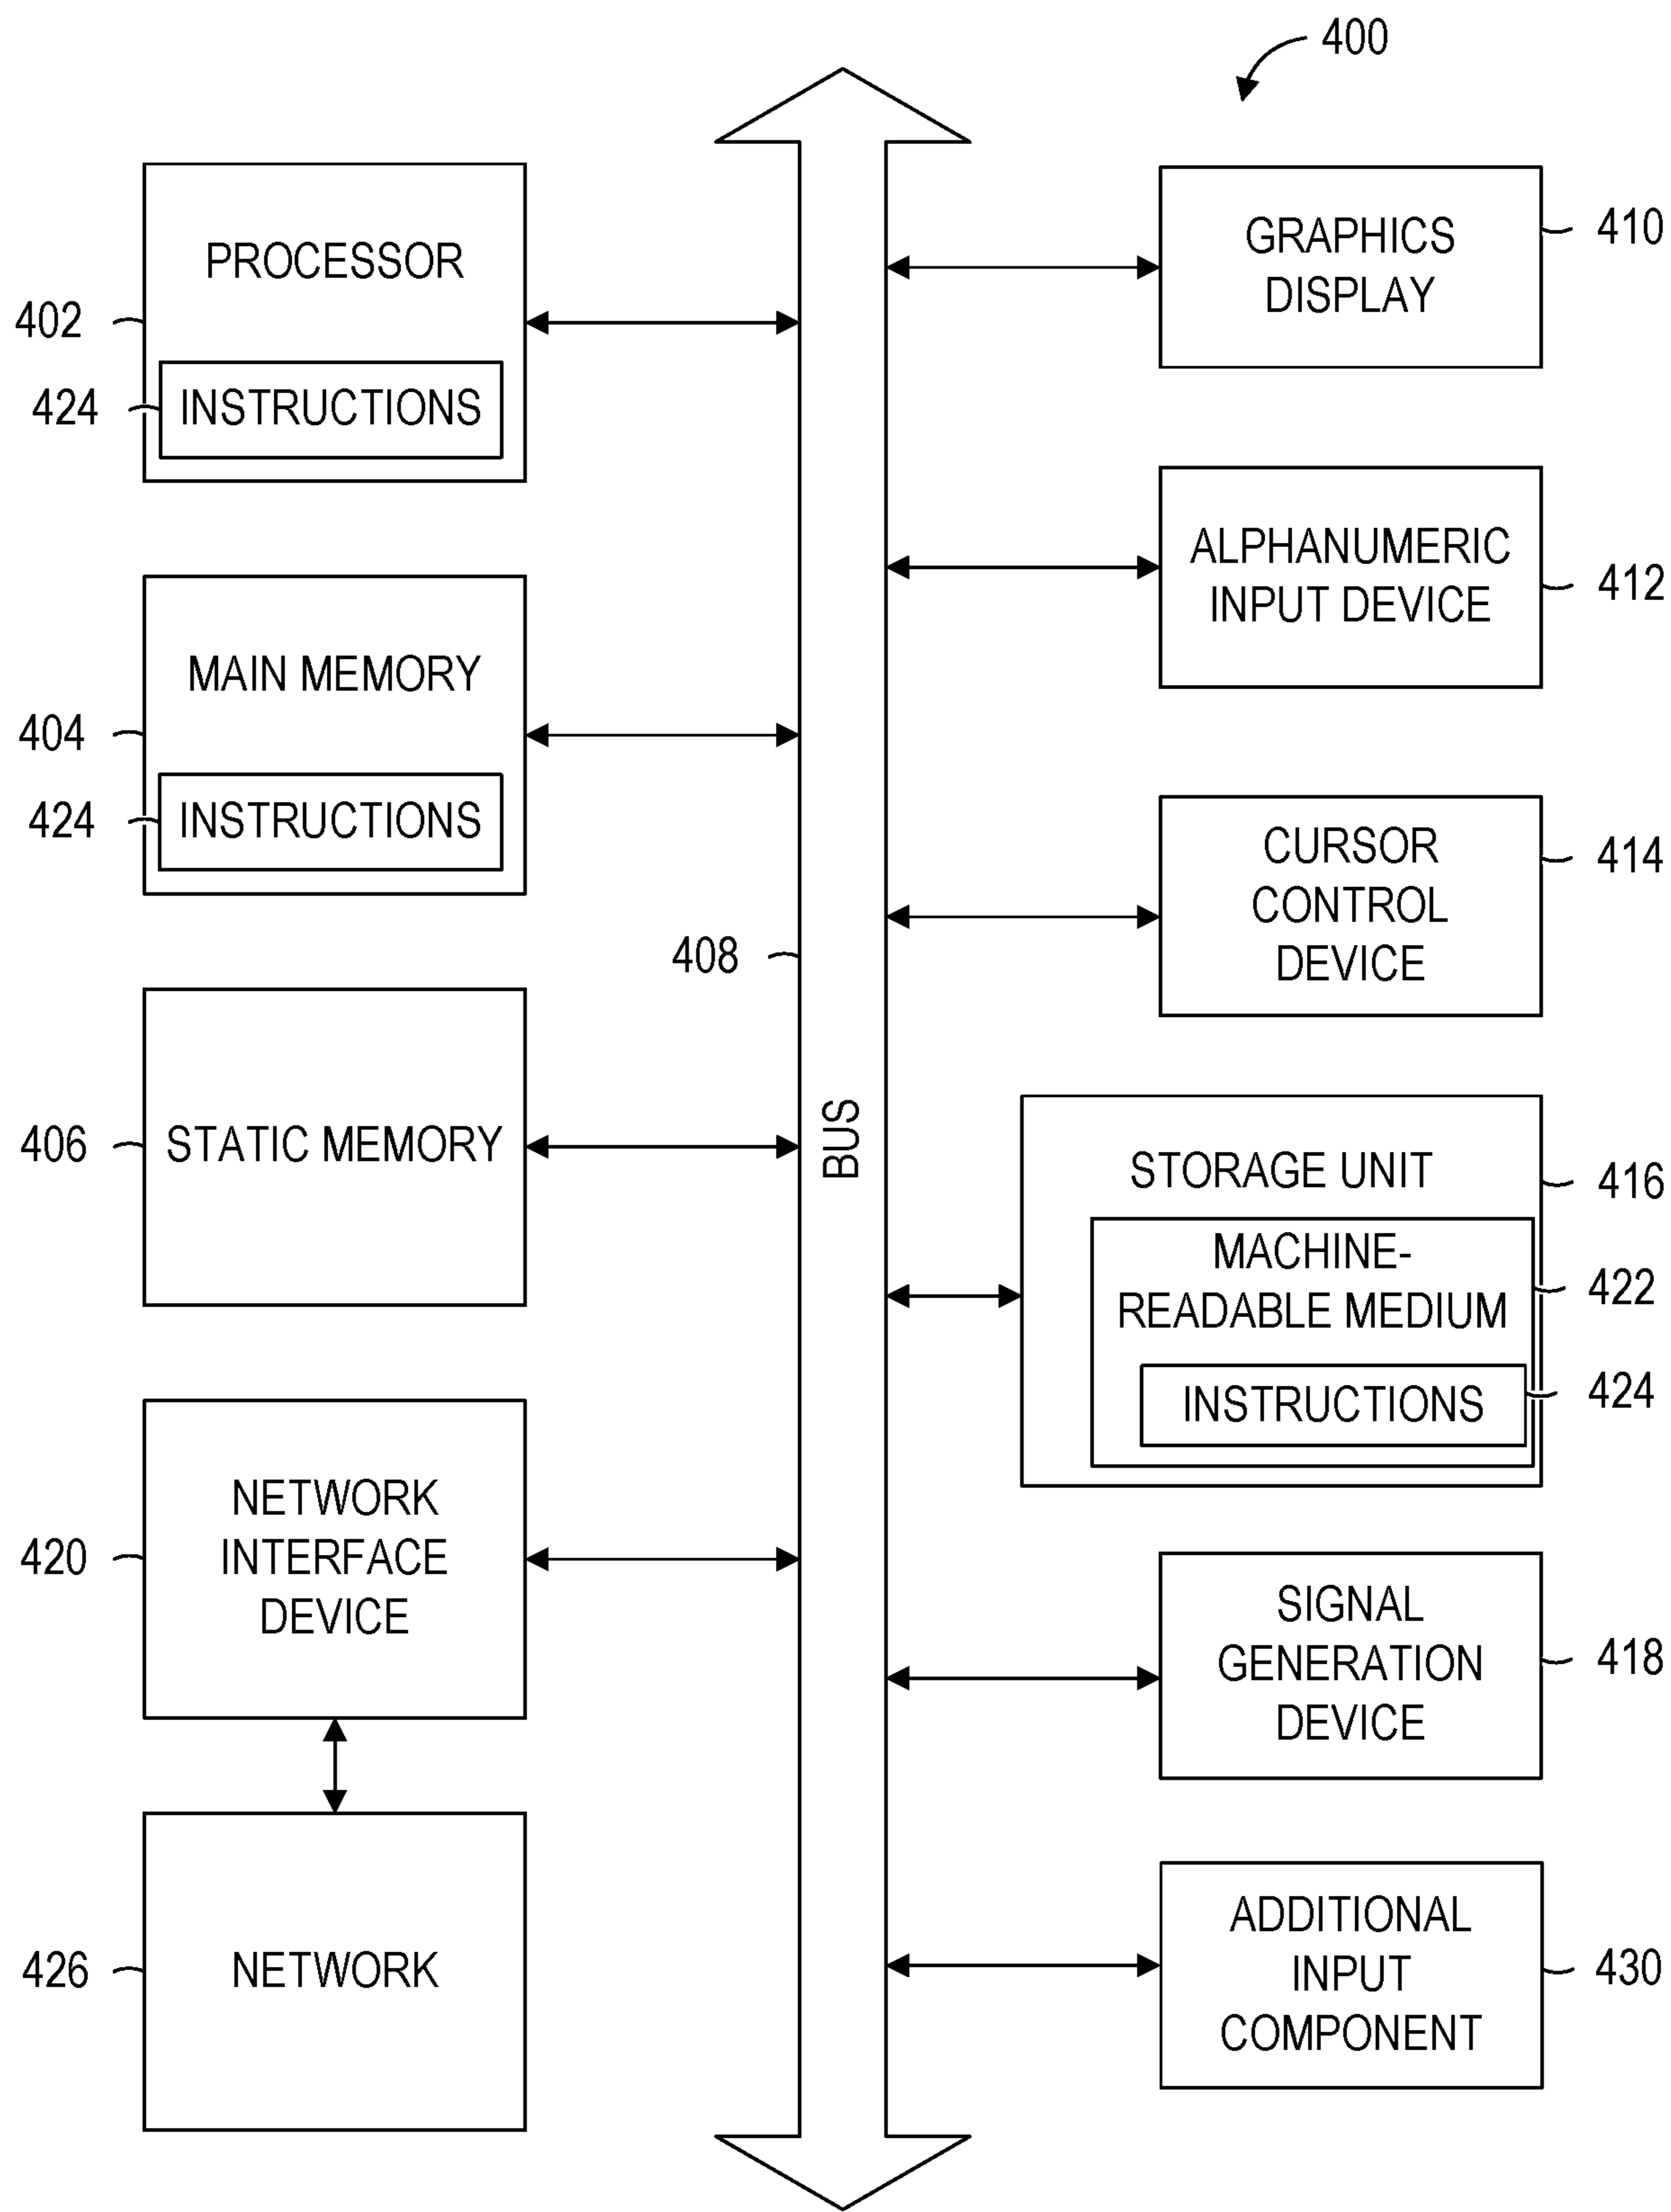 400
PROCESSOR
402
424
INSTRUCTIONS
MAIN MEMORY
404
424
INSTRUCTIONS
408
STATIC MEMORY
406
BUS
NETWORK
INTERFACE
DEVICE
420
NETWORK
426
GRAPHICS
DISPLAY
410
ALPHANUMERIC
INPUT DEVICE
412
CURSOR
CONTROL
DEVICE
414
STORAGE UNIT
416
MACHINE-
READABLE MEDIUM
422
INSTRUCTIONS
424
SIGNAL
GENERATION
DEVICE
418
ADDITIONAL
INPUT
COMPONENT
430